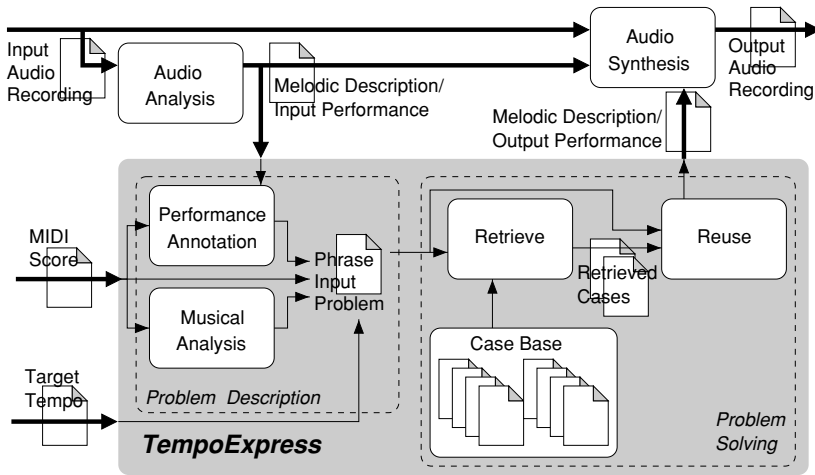 Input
Audio
Recording
Audio
Analysis
Melodic Description/
Input Performance
Audio
Synthesis
Output
Audio
Recording
Melodic Description/
Output Performance
MIDI
Score
Performance
Annotation
Musical
Analysis
Phrase
Input
Problem
Retrieve
Retrieved
Cases
Reuse
Case Base
Target
Tempo
Problem Description
TempoExpress
Problem
Solving